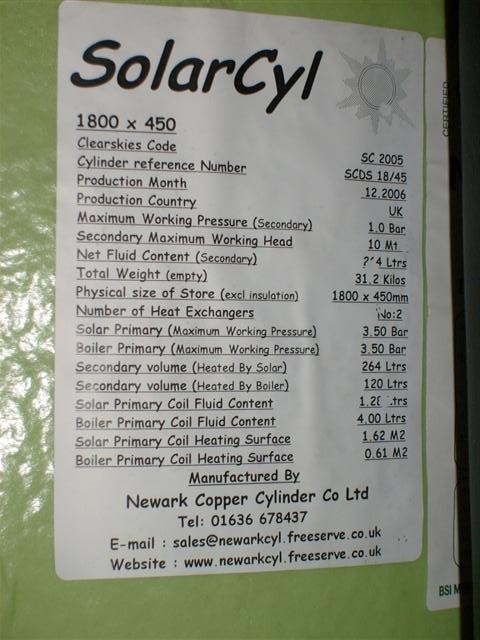 SolarCyl
1800 x 450
Clearskies Code SC 2005
Cylinder reference Number SCDS 18/45
Production Month 12.2006
Production Country UK
Maximum Working Pressure (Secondary) 1.0 Bar
Secondary Maximum Working Head 10 Mt
Net Fluid Content (Secondary) Ltrs
Total Weight (empty) 31.2 Kilos
Physical size of Store (excl insulation) 1800 x 450mm
Number of Heat Exchangers No:2
Solar Primary (Maximum Working Pressure) 3.50 Bar
Boiler Primary (Maximum Working Pressure) 3.50 Bar
Secondary volume (Heated By Solar) 264 Ltrs
Secondary volume (Heated By Boiler) 120 Ltrs
Solar Primary Coil Fluid Content
Boiler Primary Coil Fluid Content 4.00 Ltrs
Solar Primary Coil Heating Surface 1.62 M2
Boiler Primary Coil Heating Surface 0.61 M2
Manufactured By
Newark Copper Cylinder Co Ltd
Tel: 01636 678437
E-mail : sales@newarkcyl.freeserve.co.uk
Website : www.newarkcyl.freeserve.co.uk
CERTIFIED
BSI